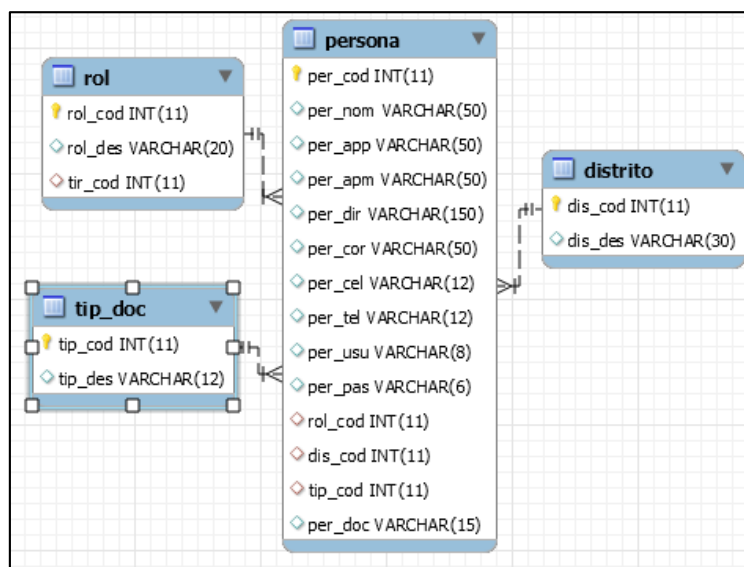 rol
rol_cod INT(11)
rol_des VARCHAR(20)
tir_cod INT(11)
tip_doc
tip_cod INT(11)
tip_des VARCHAR(12)
persona
per_cod INT(11)
per_nom VARCHAR(50)
per_app VARCHAR(50)
per_apm VARCHAR(50)
per_dir VARCHAR(150)
per_cor VARCHAR(50)
per_cel VARCHAR(12)
per_tel VARCHAR(12)
per_usu VARCHAR(8)
per_pas VARCHAR(6)
rol_cod INT(11)
dis_cod INT(11)
tip_cod INT(11)
per_doc VARCHAR(15)
distrito
dis_cod INT(11)
dis_des VARCHAR(30)